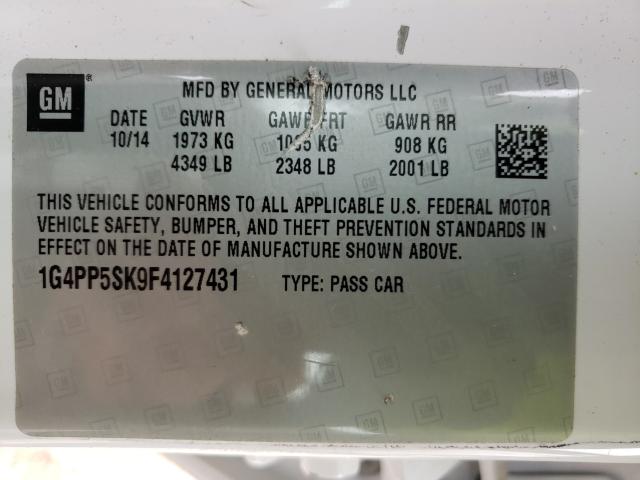 GM ®
MFD BY GENERAL MOTORS LLC
DATE GVWR GAWR FRT GAWR RR
10/14 1973 KG 1065 KG 908 KG
4349 LB 2348 LB 2001 LB
THIS VEHICLE CONFORMS TO ALL APPLICABLE U.S. FEDERAL MOTOR
VEHICLE SAFETY, BUMPER, AND THEFT PREVENTION STANDARDS IN
EFFECT ON THE DATE OF MANUFACTURE SHOWN ABOVE.
1G4PP5SK9F4127431 TYPE: PASS CAR